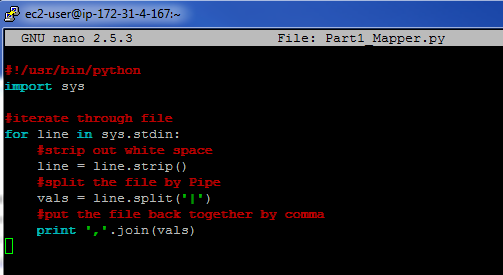 ec2-user@ip-172-31-4-167:~
GNU nano 2.5.3 File: Part1_Mapper.py
#!/usr/bin/python
import sys
#iterate through file
for line in sys.stdin:
#strip out white space
line = line.strip()
#split the file by Pipe
vals = line.split('|')
#put the file back together by comma
print ','.join(vals)